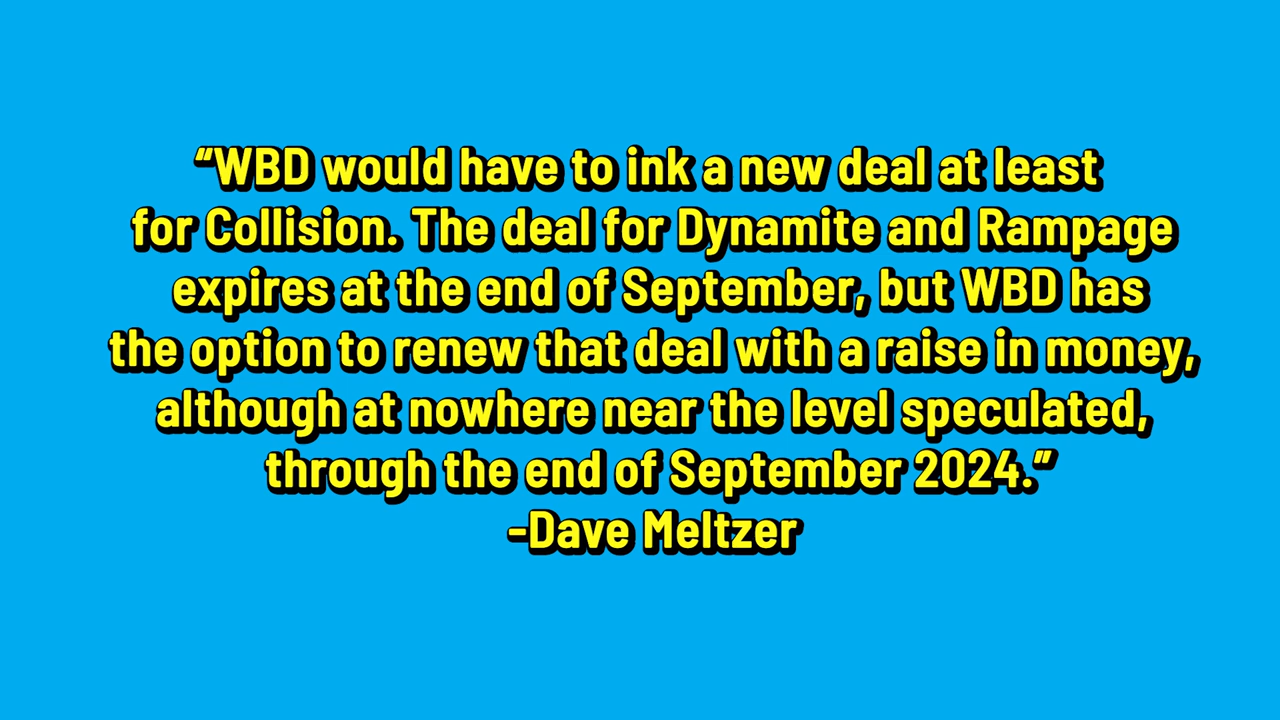 “WBD would have to ink a new deal at least
for Collision. The deal for Dynamite and Rampage
expires at the end of September, but WBD has
the option to renew that deal with a raise in money,
although at nowhere near the level speculated,
through the end of September 2024.”
-Dave Meltzer